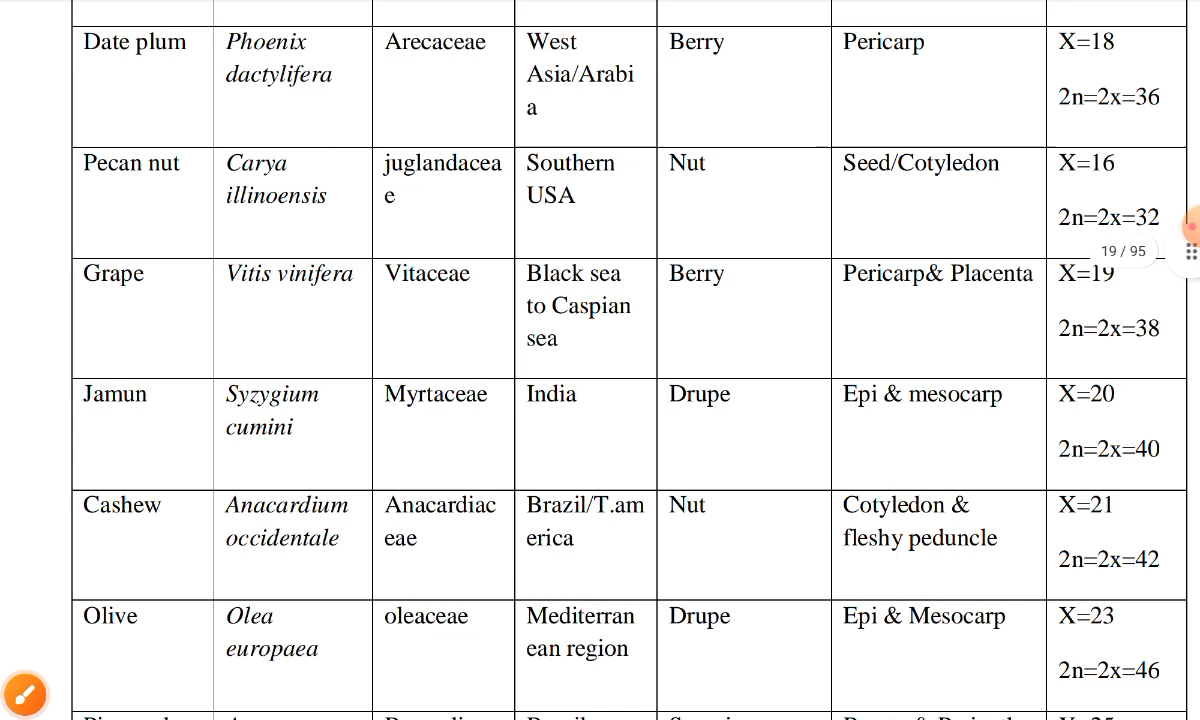 Date plum Phoenix Arecaceae West Berry Pericarp X=18
dactylifera Asia/Arabi
a 2n=2x=36
Pecan nut Carya juglandacea Southern Nut Seed/Cotyledon X=16
illinoensis e USA
2n=2x=32
19 / 95
Grape Vitis vinifera Vitaceae Black sea Berry Pericarp& Placenta X=19
to Caspian
sea 2n=2x=38
Jamun Syzygium Myrtaceae India Drupe Epi & mesocarp X=20
cumini
2n=2x=40
Cashew Anacardium Anacardiac Brazil/T.am Nut Cotyledon & X=21
occidentale eae erica fleshy peduncle
2n=2x=42
Olive Olea oleaceae Mediterran Drupe Epi & Mesocarp X=23
europaea ean region
2n=2x=46